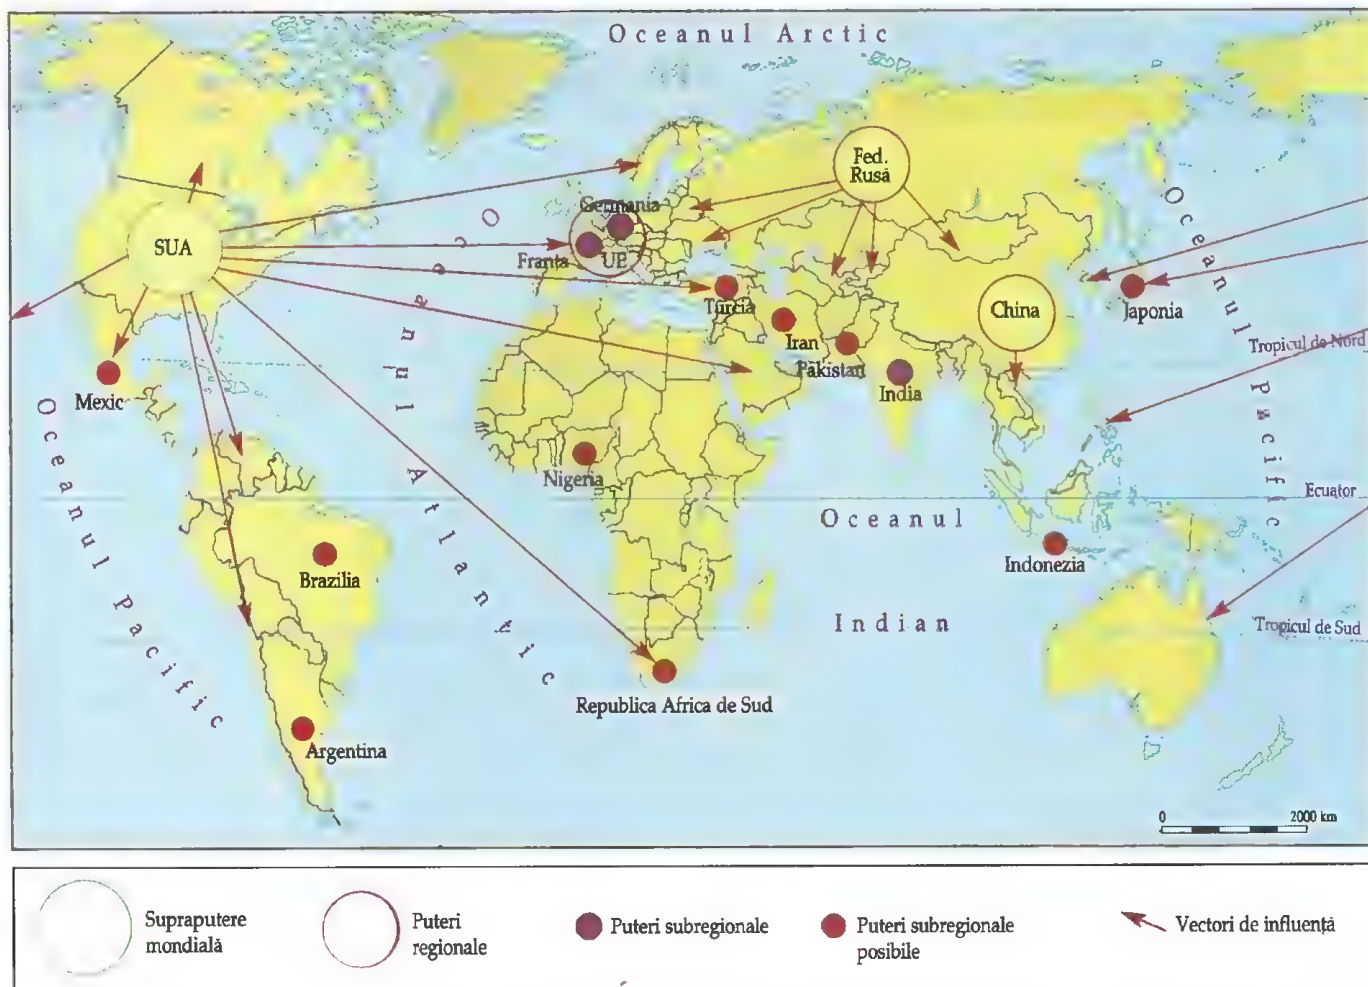 Oceanul Arctic
Fed.
Rusă
Oceanul Pacific
SUA
Germania
Franța
UE
Oceanul Atlantic
Turcia
Iran
Pakistan
India
China
Japonia
Tropicul de Nord
Mexic
Oceanul Pacific
Nigeria
Ecuator
Oceanul
Indian
Brazilia
Indonezia
Tropicul de Sud
Republica Africa de Sud
Argentina
0 2000 km
Supraputere
mondială
Puteri
regionale
Puteri subregionale
Puteri subregionale
posibile
Vectori de influență